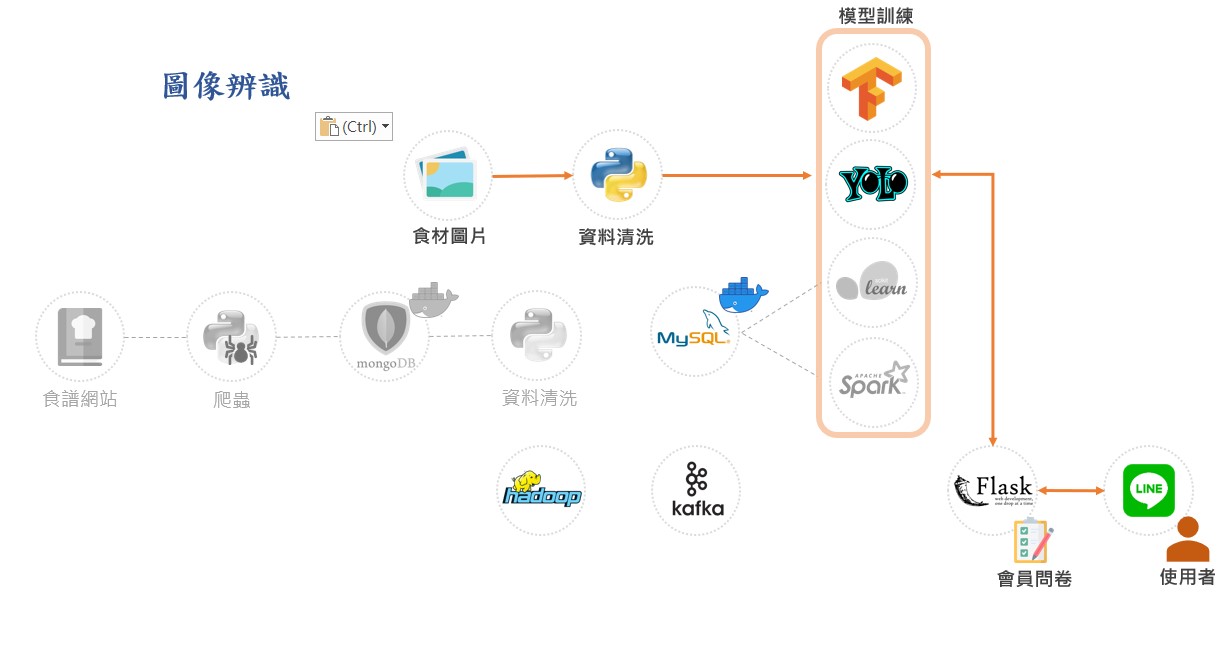 模型訓練
圖像辨識
(Ctrl)
YOLO
食材圖片
資料清洗
learn
MySQL
mongoDB
APACHE
Spark
食譜網站
爬蟲
資料清洗
hadoop
kafka
Flask
web development,
one drop at a time
LINE
會員問卷
使用者